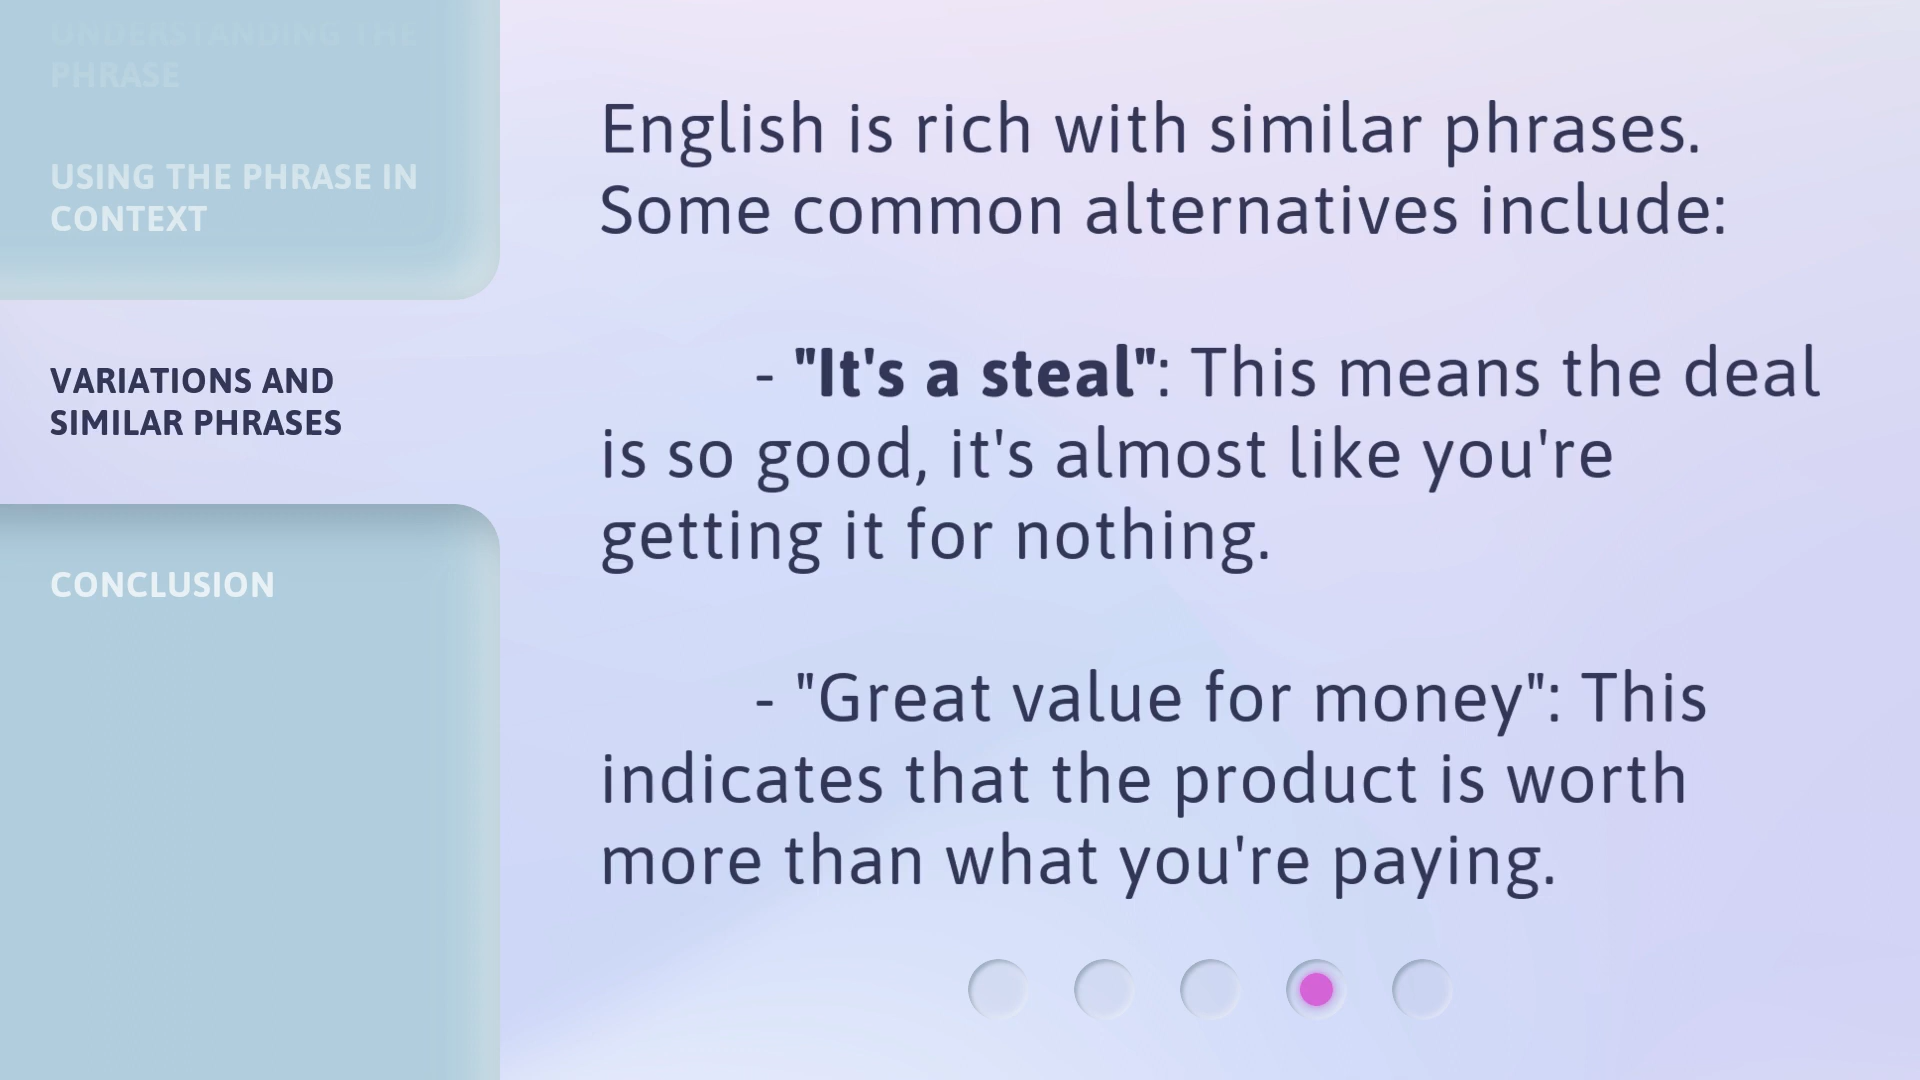 UNDERSTANDING THE
PHRASE
USING THE PHRASE IN
CONTEXT
VARIATIONS AND
SIMILAR PHRASES
CONCLUSION
English is rich with similar phrases.
Some common alternatives include:
- "It's a steal": This means the deal
is so good, it's almost like you're
getting it for nothing.
- "Great value for money": This
indicates that the product is worth
more than what you're paying.